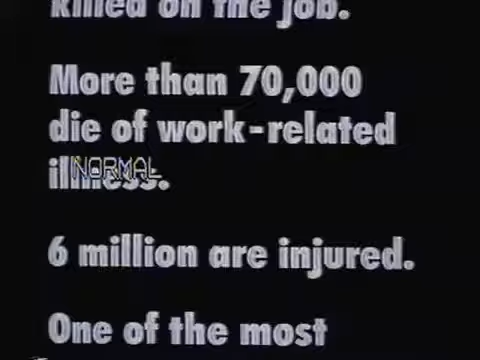 killed on the job.
More than 70,000
die of work-related
illness.
NORMAL
6 million are injured.
One of the most